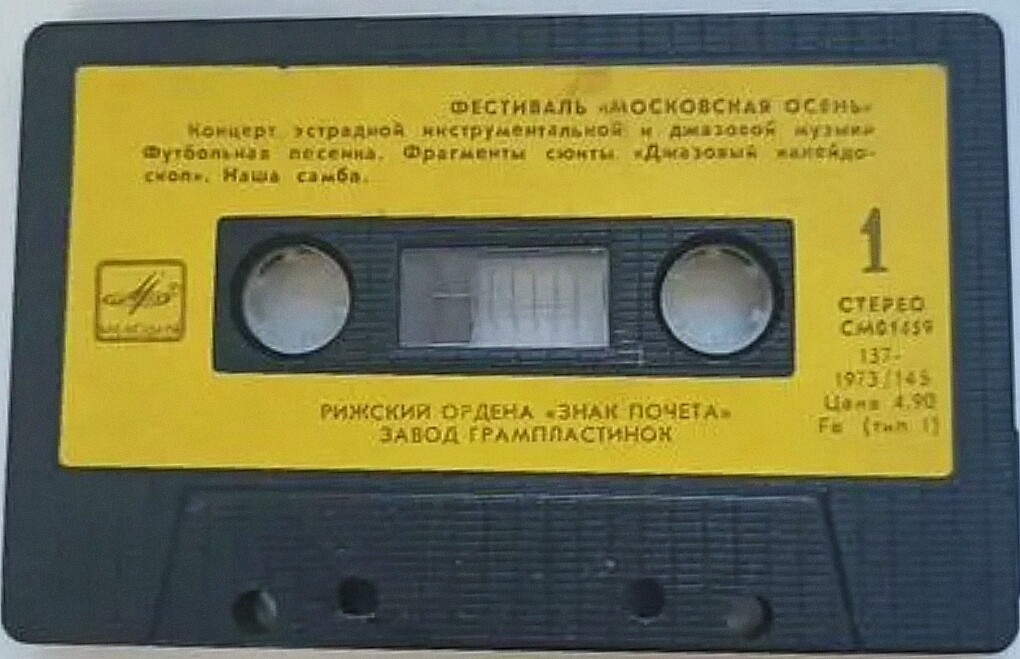 ФЕСТИВАЛЬ «МОСКОВСКАЯ ОСЕНЬ»
Концерт эстрадной инструментальной и джазовой музыки
Футбольная песенка. Фрагменты сюиты «Джазовый калейдо-
скоп». Наша самба.
1
СТЕРЕО
137-
1973/145
Цена 4.90
Fe (тип I)
РИЖСКИЙ ОРДЕНА «ЗНАК ПОЧЕТА»
ЗАВОД ГРАМПЛАСТИНОК